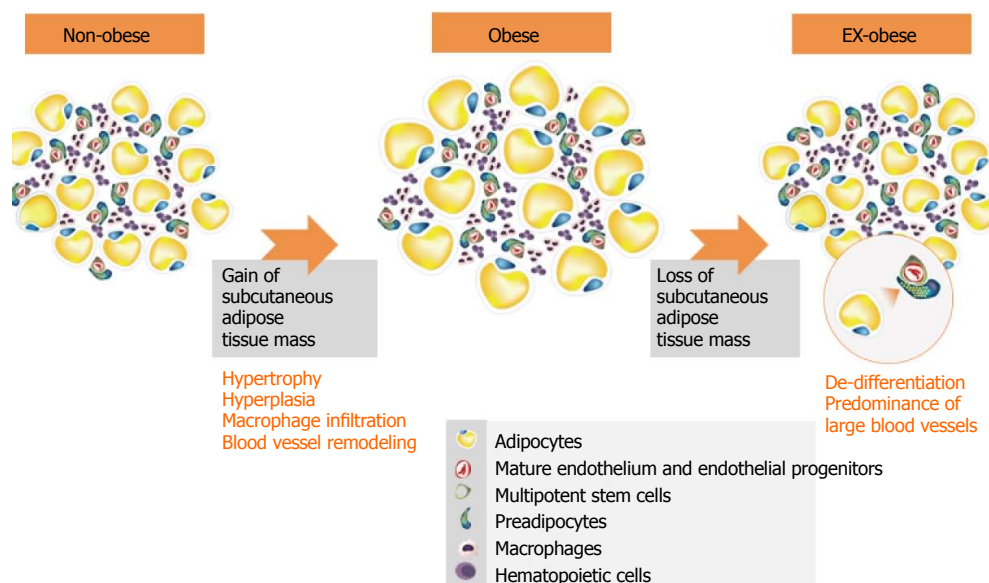 Non-obese
Obese
EX-obese
Gain of
subcutaneous
adipose
tissue mass
Loss of
subcutaneous
adipose
tissue mass
Hypertrophy
Hyperplasia
Macrophage infiltration
Blood vessel remodeling
De-differentiation
Predominance of
large blood vessels
Adipocytes
Mature endothelium and endothelial progenitors
Multipotent stem cells
Preadipocytes
Macrophages
Hematopoietic cells